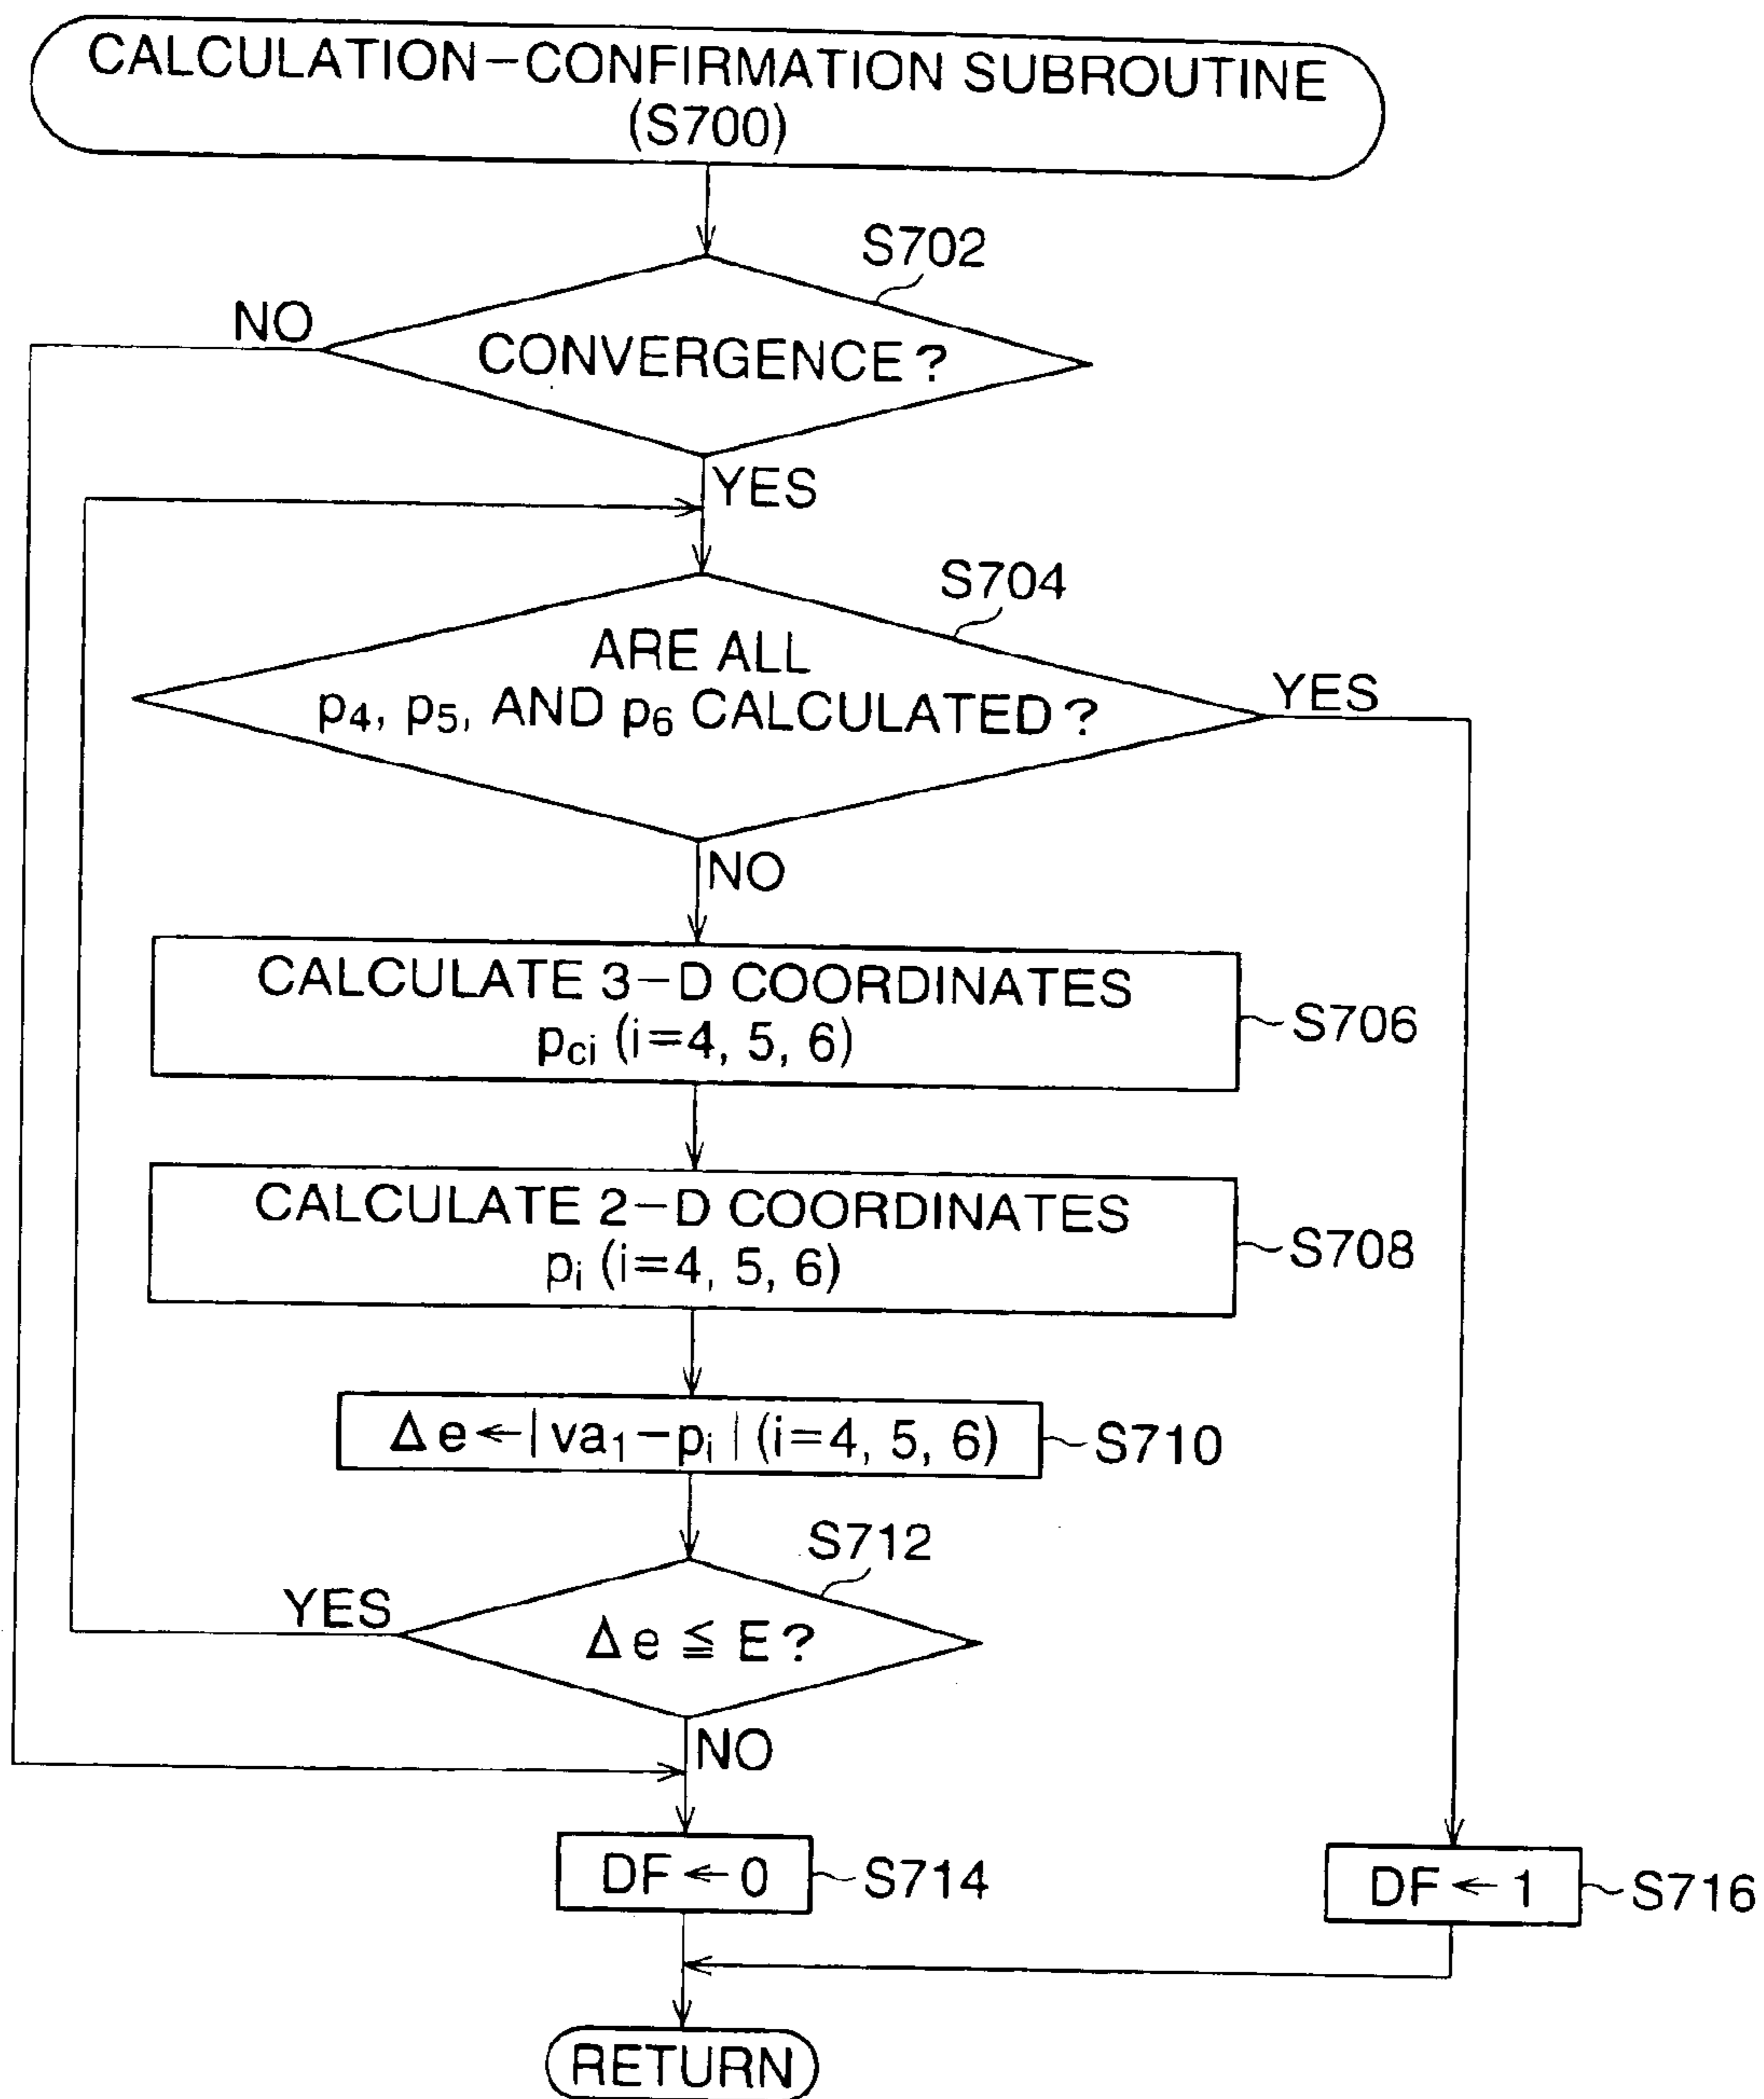 CALCULATION-CONFIRMATION SUBROUTINE
(S700)
S702
NO
CONVERGENCE?
YES
S704
ARE ALL
p4, p5, AND p6 CALCULATED?
YES
NO
CALCULATE 3-D COORDINATES
pci (i=4, 5, 6)
S706
CALCULATE 2-D COORDINATES
pi (i=4, 5, 6)
S708
Δe←|va1-pi| (i=4, 5, 6)
S710
S712
YES
Δe ≦ E?
NO
DF←0
S714
DF←1
S716
RETURN